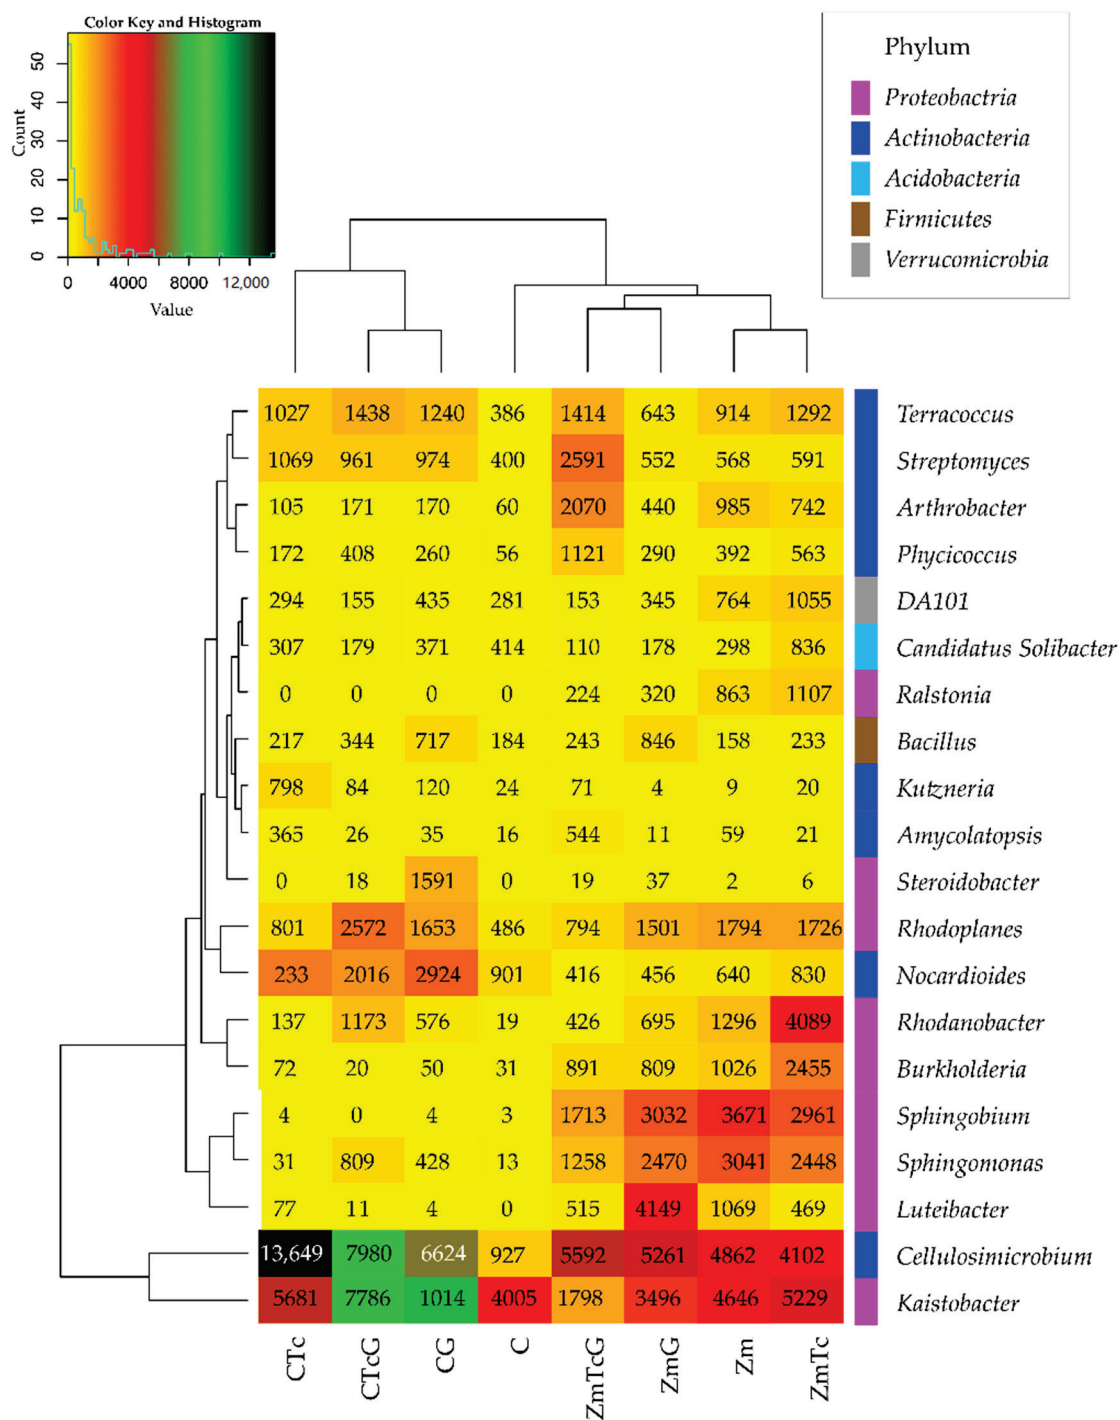 Color Key and Histogram
Count
0 10 20 30 40 50
0 4000 8000 12,000
Value
Phylum
Proteobactria
Actinobacteria
Acidobacteria
Firmicutes
Verrucomicrobia
1027 1438 1240 386 1414 643 914 1292 Terracoccus
1069 961 974 400 2591 552 568 591 Streptomyces
105 171 170 60 2070 440 985 742 Arthrobacter
172 408 260 56 1121 290 392 563 Phycicoccus
294 155 435 281 153 345 764 1055 DA101
307 179 371 414 110 178 298 836 Candidatus Solibacter
0 0 0 0 224 320 863 1107 Ralstonia
217 344 717 184 243 846 158 233 Bacillus
798 84 120 24 71 4 9 20 Kutzneria
365 26 35 16 544 11 59 21 Amycolatopsis
0 18 1591 0 19 37 2 6 Steroidobacter
801 2572 1653 486 794 1501 1794 1726 Rhodoplanes
233 2016 2924 901 416 456 640 830 Nocardioides
137 1173 576 19 426 695 1296 4089 Rhodanobacter
72 20 50 31 891 809 1026 2455 Burkholderia
4 0 4 3 1713 3032 3671 2961 Sphingobium
31 809 428 13 1258 2470 3041 2448 Sphingomonas
77 11 4 0 515 4149 1069 469 Luteibacter
13,649 7980 6624 927 5592 5261 4862 4102 Cellulosimicrobium
5681 7786 1014 4005 1798 3496 4646 5229 Kaistobacter
CTc CTcG CG C ZmTcG ZmG Zm ZmTc